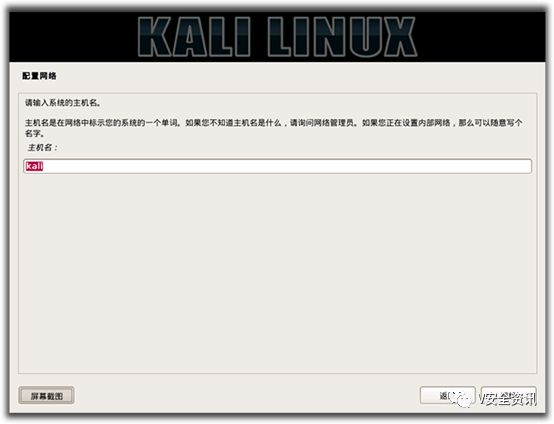 KALI LINUX
配置网络
请输入系统的主机名。
主机名是在网络中标示您的系统的一个单词。如果您不知道主机名是什么，请询问网络管理员。如果您正在设置内部网络，那么可以随意写个
名字。
主机名：
kali
屏幕截图
V安全资讯